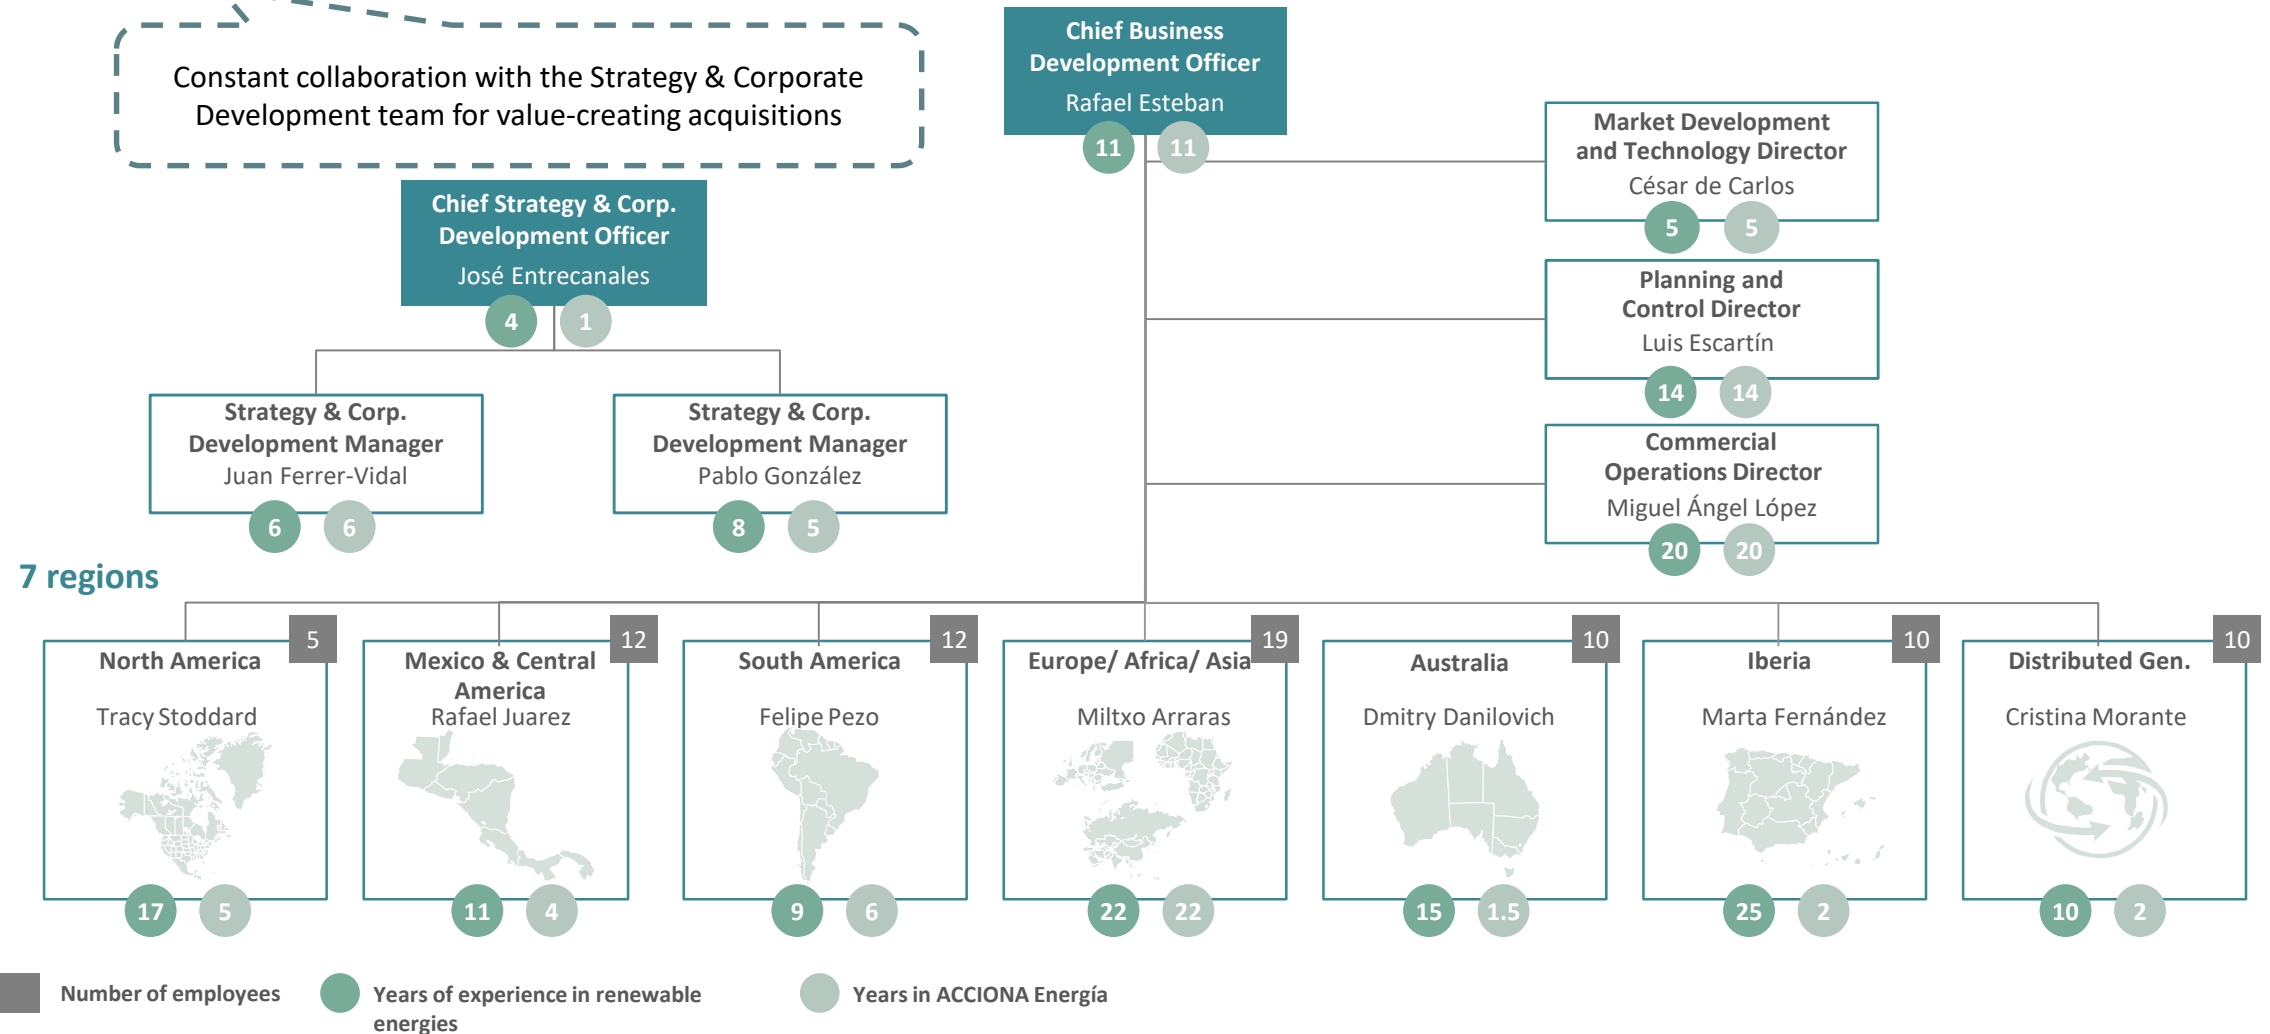 Constant collaboration with the Strategy & Corporate
Development team for value-creating acquisitions
Chief Business
Development Officer
Rafael Esteban
11 11
Market Development
and Technology Director
César de Carlos
5 5
Chief Strategy & Corp.
Development Officer
José Entrecanales
4 1
Planning and
Control Director
Luis Escartín
14 14
Strategy & Corp.
Development Manager
Juan Ferrer-Vidal
6 6
Strategy & Corp.
Development Manager
Pablo González
8 5
Commercial
Operations Director
Miguel Ángel López
20 20
7 regions
5
North America
Tracy Stoddard
17 5
12
Mexico & Central
America
Rafael Juarez
11 4
12
South America
Felipe Pezo
9 6
19
Europe/ Africa/ Asia
Miltxo Arraras
22 22
10
Australia
Dmitry Danilovich
15 1.5
10
Iberia
Marta Fernández
25 2
10
Distributed Gen.
Cristina Morante
10 2
Number of employees
Years of experience in renewable
energies
Years in ACCIONA Energía